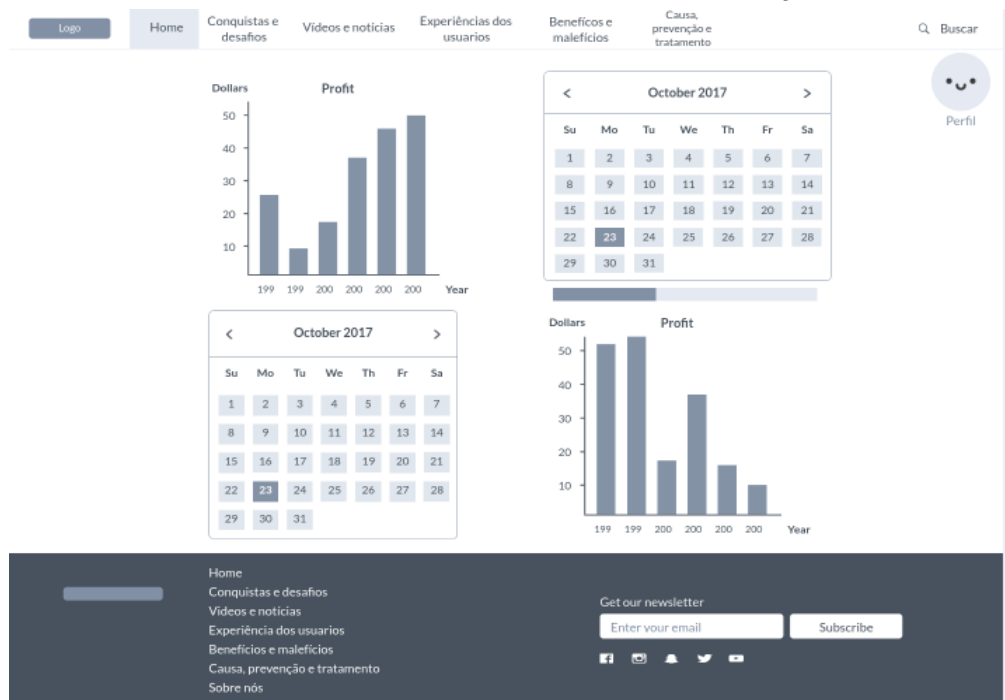 Logo
Home
Conquistas e
desafios
Vídeos e notícias
Experiências dos
usuarios
Benefícos e
malefícios
Causa,
prevenção e
tratamento
Buscar
Perfil
Dollars
Profit
50
40
30
20
10
199 199 200 200 200 200 Year
< October 2017 >
Su Mo Tu We Th Fr Sa
1 2 3 4 5 6 7
8 9 10 11 12 13 14
15 16 17 18 19 20 21
22 23 24 25 26 27 28
29 30 31
< October 2017 >
Su Mo Tu We Th Fr Sa
1 2 3 4 5 6 7
8 9 10 11 12 13 14
15 16 17 18 19 20 21
22 23 24 25 26 27 28
29 30 31
Dollars
Profit
50
40
30
20
10
199 199 200 200 200 200 Year
Home
Conquistas e desafios
Vídeos e notícias
Experiência dos usuarios
Benefícios e malefícios
Causa, prevenção e tratamento
Sobre nós
Get our newsletter
Enter your email
Subscribe